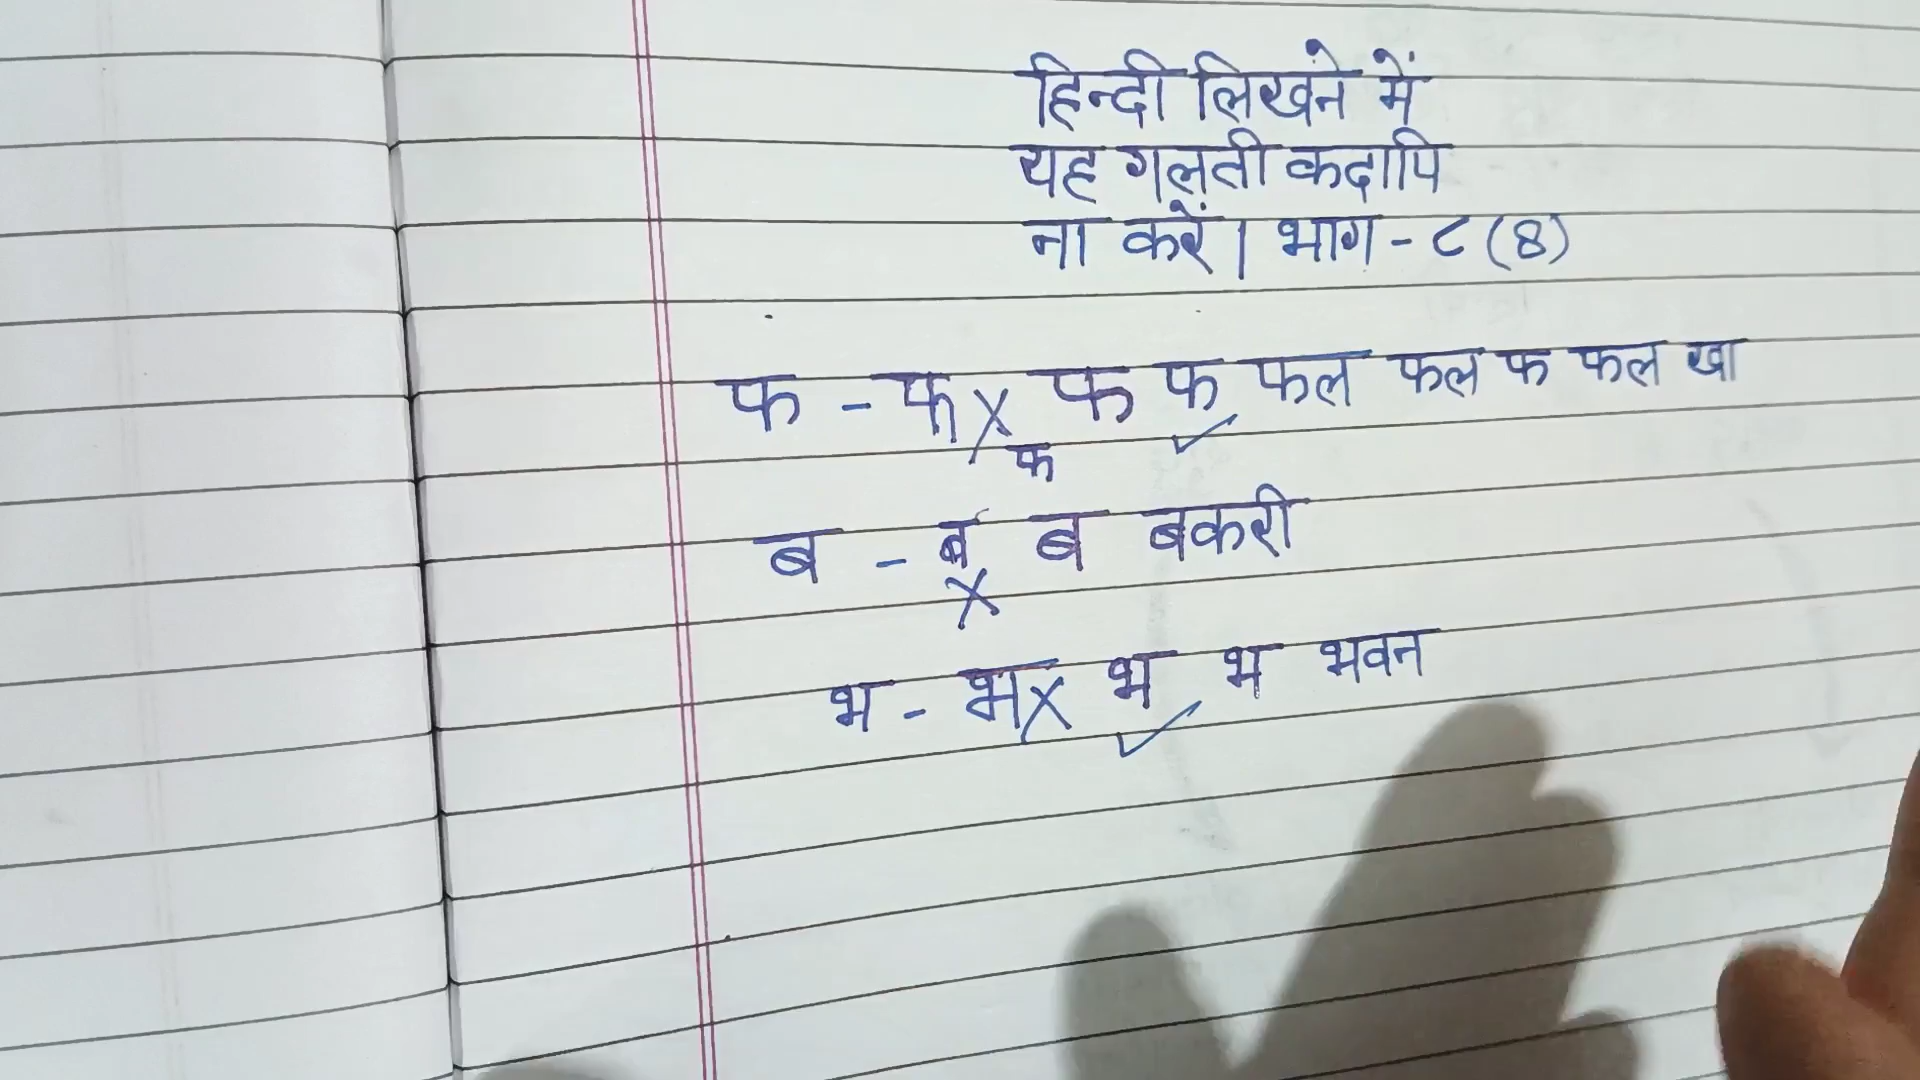 हिन्दी लिखने में
यह गलती कदापि
ना करें। भाग - ८ (8)
फ - फ X फ फ ✓ फल फल फ फल खा
फ
ब - ब X ब बकरी
भ - भ X भ ✓ भ भवन